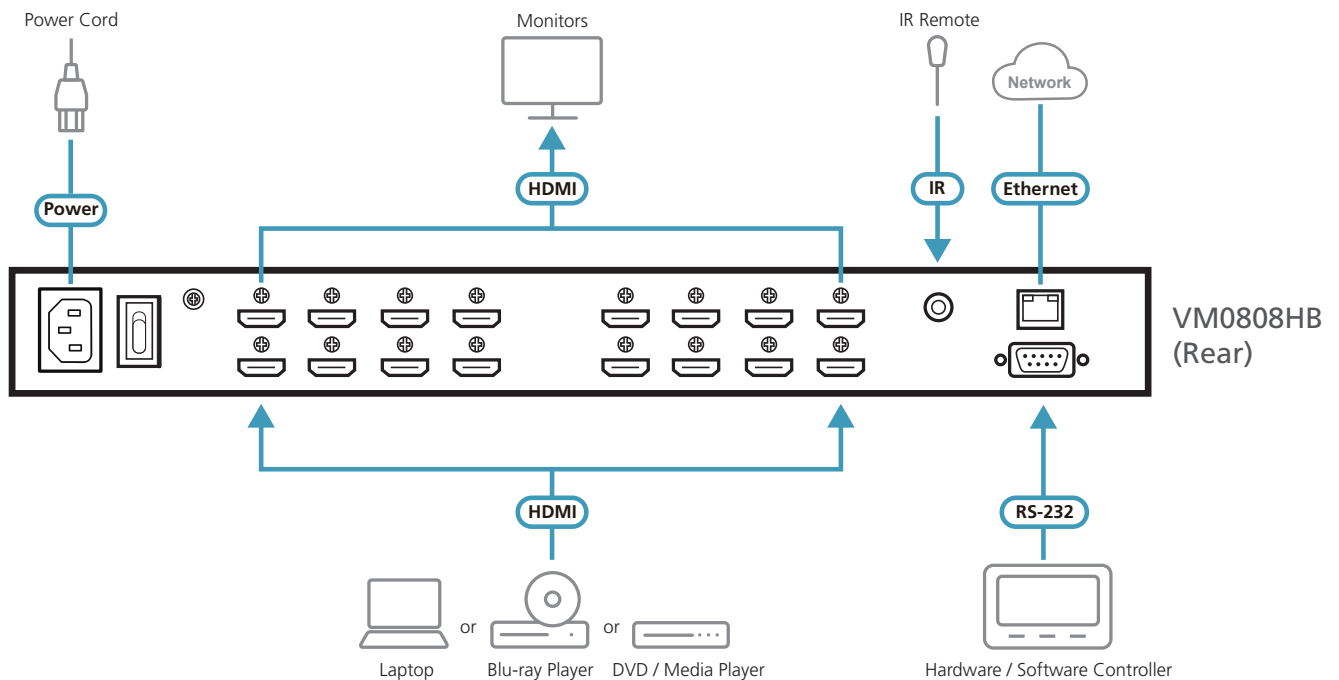 Power Cord
Monitors
IR Remote
Network
Power
HDMI
IR
Ethernet
VM0808HB
(Rear)
HDMI
RS-232
or
or
Laptop
Blu-ray Player
DVD / Media Player
Hardware / Software Controller